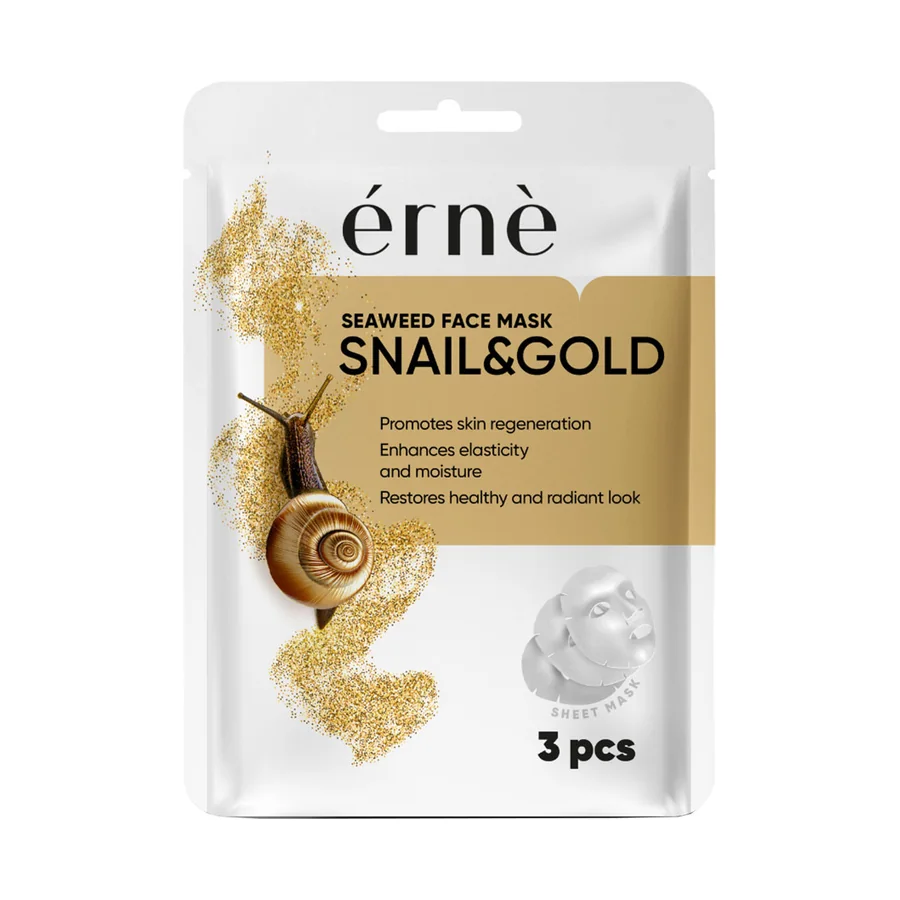 érnè
SEAWEED FACE MASK
SNAIL&GOLD
Promotes skin regeneration
Enhances elasticity
and moisture
Restores healthy and radiant look
SHEET MASK
3 pcs